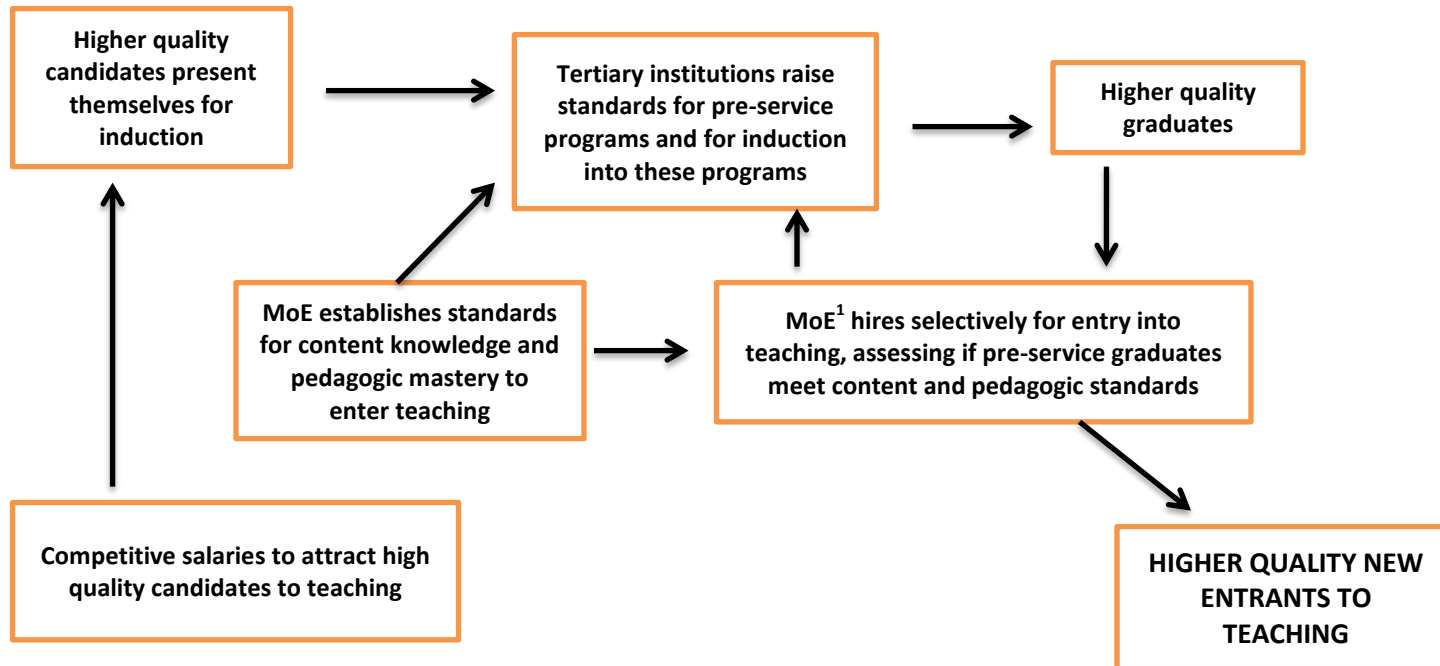 Higher quality
candidates present
themselves for
induction
Tertiary institutions raise
standards for pre-service
programs and for induction
into these programs
Higher quality
graduates
MoE establishes standards
for content knowledge and
pedagogic mastery to
enter teaching
MoE¹ hires selectively for entry into
teaching, assessing if pre-service graduates
meet content and pedagogic standards
Competitive salaries to attract high
quality candidates to teaching
HIGHER QUALITY NEW
ENTRANTS TO
TEACHING